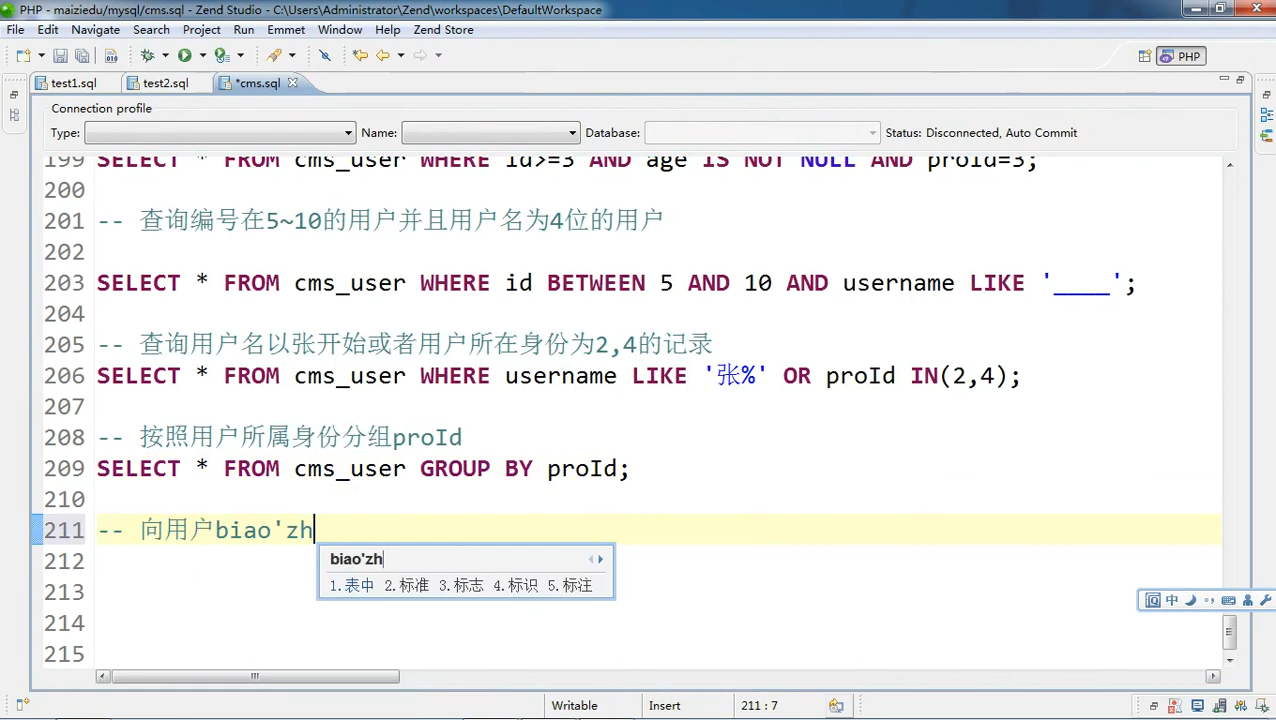 PHP - maiziedu/mysql/cms.sql - Zend Studio - C:\Users\Administrator\Zend\workspaces\DefaultWorkspace
File Edit Navigate Search Project Run Emmet Window Help Zend Store
PHP
test1.sql test2.sql *cms.sql
Connection profile
Type: Name: Database: Status: Disconnected, Auto Commit
199 SELECT * FROM cms_user WHERE id>=3 AND age IS NOT NULL AND proId=3;
200
201 -- 查询编号在5~10的用户并且用户名为4位的用户
202
203 SELECT * FROM cms_user WHERE id BETWEEN 5 AND 10 AND username LIKE '____';
204
205 -- 查询用户名以张开始或者用户所在身份为2,4的记录
206 SELECT * FROM cms_user WHERE username LIKE '张%' OR proId IN(2,4);
207
208 -- 按照用户所属身份分组proId
209 SELECT * FROM cms_user GROUP BY proId;
210
211 -- 向用户biao'zh
212
biao'zh
213
1.表中 2.标准 3.标志 4.标识 5.标注
中
214
215
Writable Insert 211 : 7